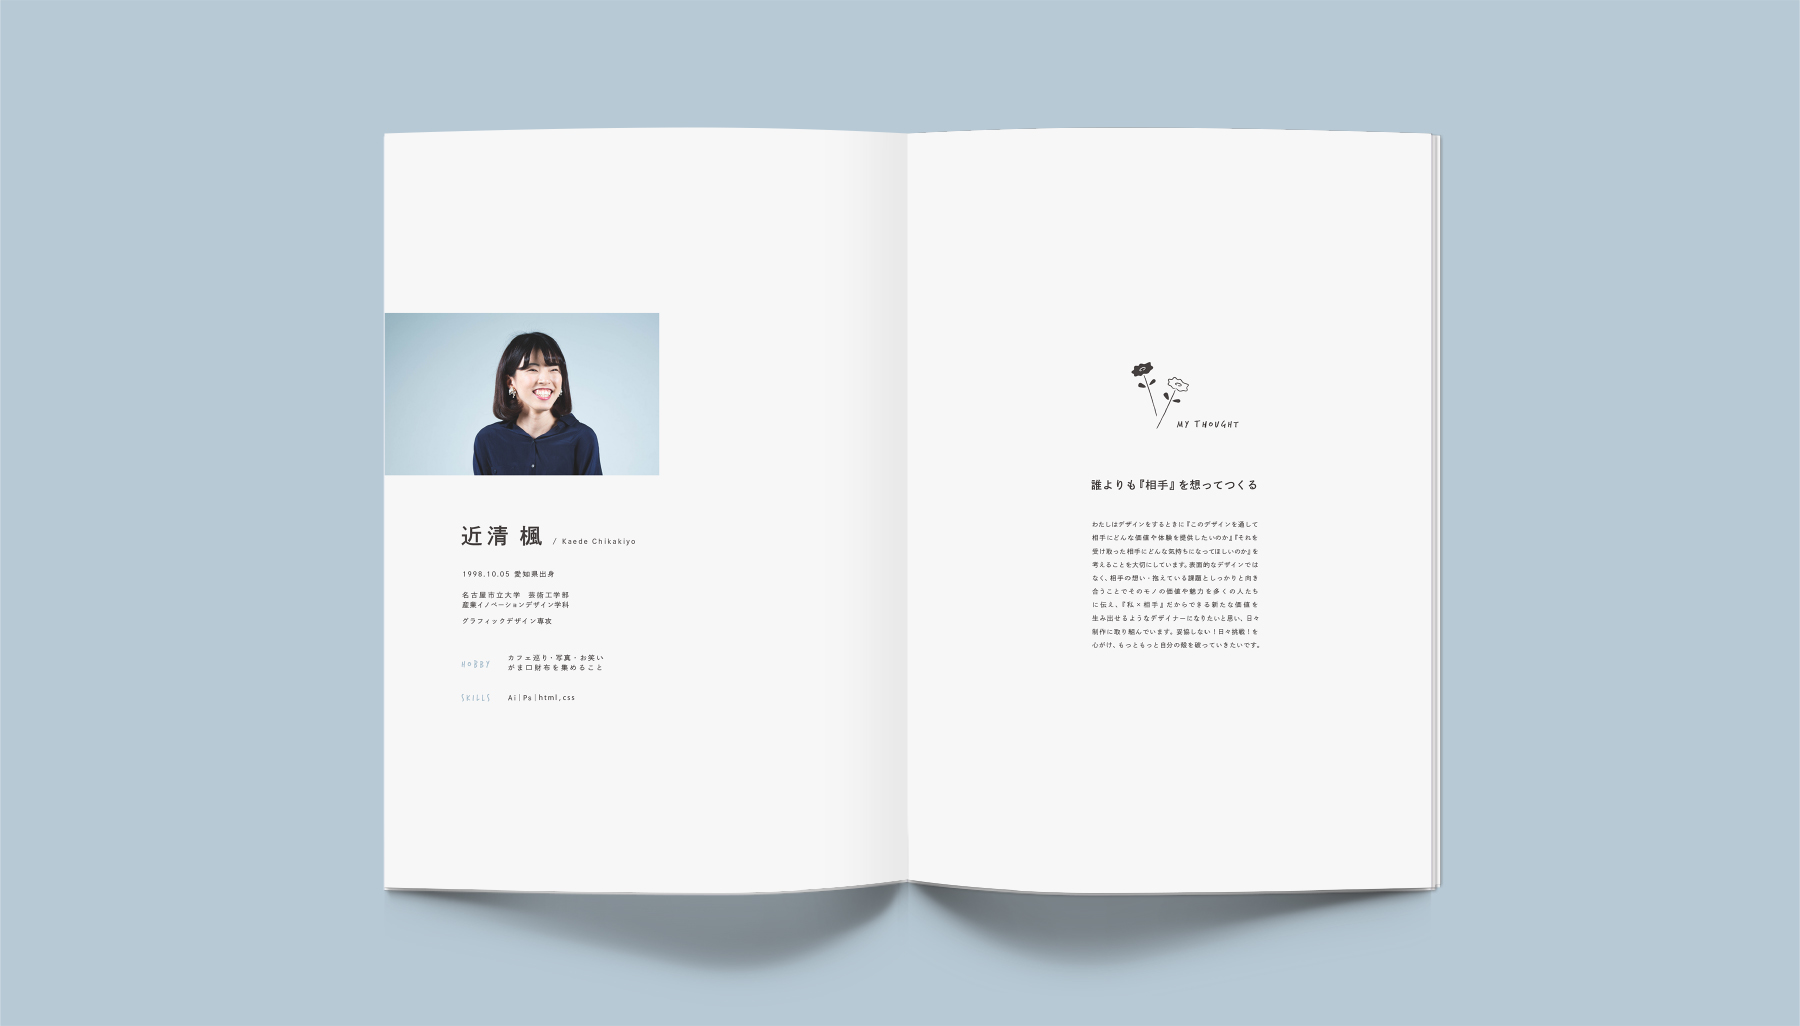 近清 楓 / Kaede Chikakiyo
1998.10.05 愛知県出身
名古屋市立大学 芸術工学部
産業イノベーションデザイン学科
グラフィックデザイン専攻
HOBBY カフェ巡り・写真・お笑い
がま口財布を集めること
SKILLS Ai|Ps|html,css
MY THOUGHT
誰よりも『相手』を想ってつくる
わたしはデザインをするときに『このデザインを通して
相手にどんな価値や体験を提供したいのか』『それを
受け取った相手にどんな気持ちになってほしいのか』を
考えることを大切にしています。表面的なデザインでは
なく、相手の想い・抱えている課題としっかりと向き
合うことでそのモノの価値や魅力を多くの人たち
に伝え、『私×相手』だからできる新たな価値を
生み出せるようなデザイナーになりたいと思い、日々
制作に取り組んでいます。妥協しない！日々挑戦！を
心がけ、もっともっと自分の殻を破っていきたいです。